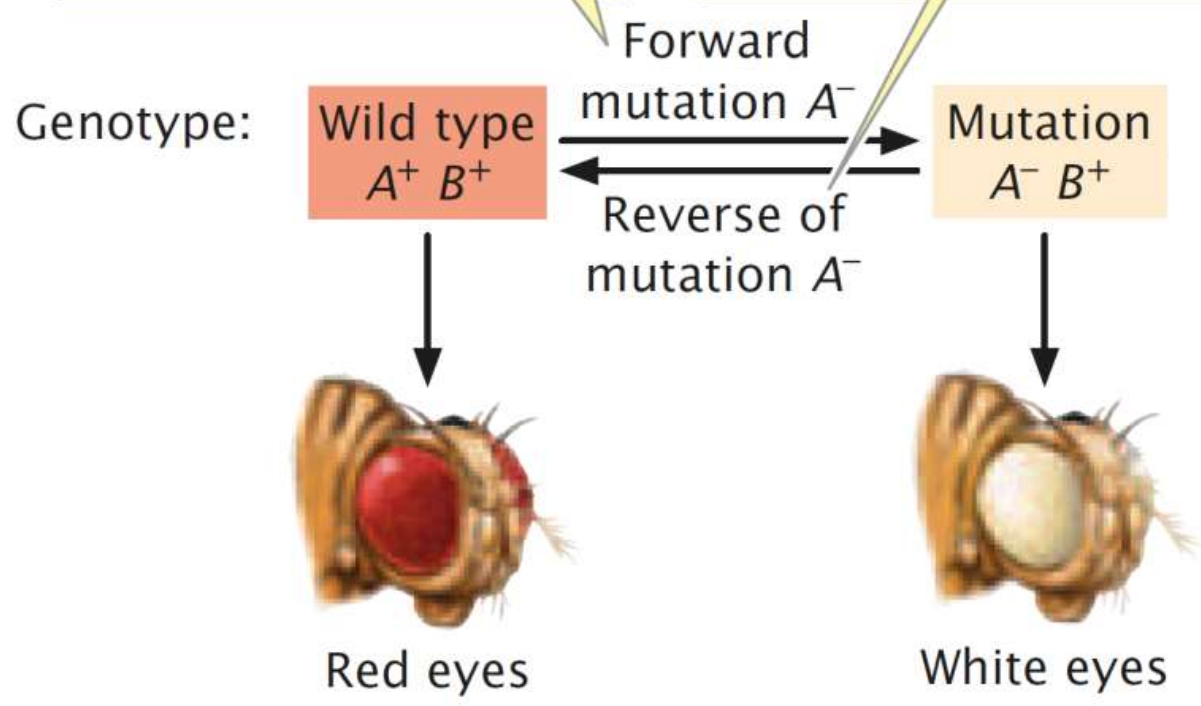 Forward
mutation A⁻
Genotype:
Wild type
A⁺ B⁺
Mutation
A⁻ B⁺
Reverse of
mutation A⁻
Red eyes
White eyes